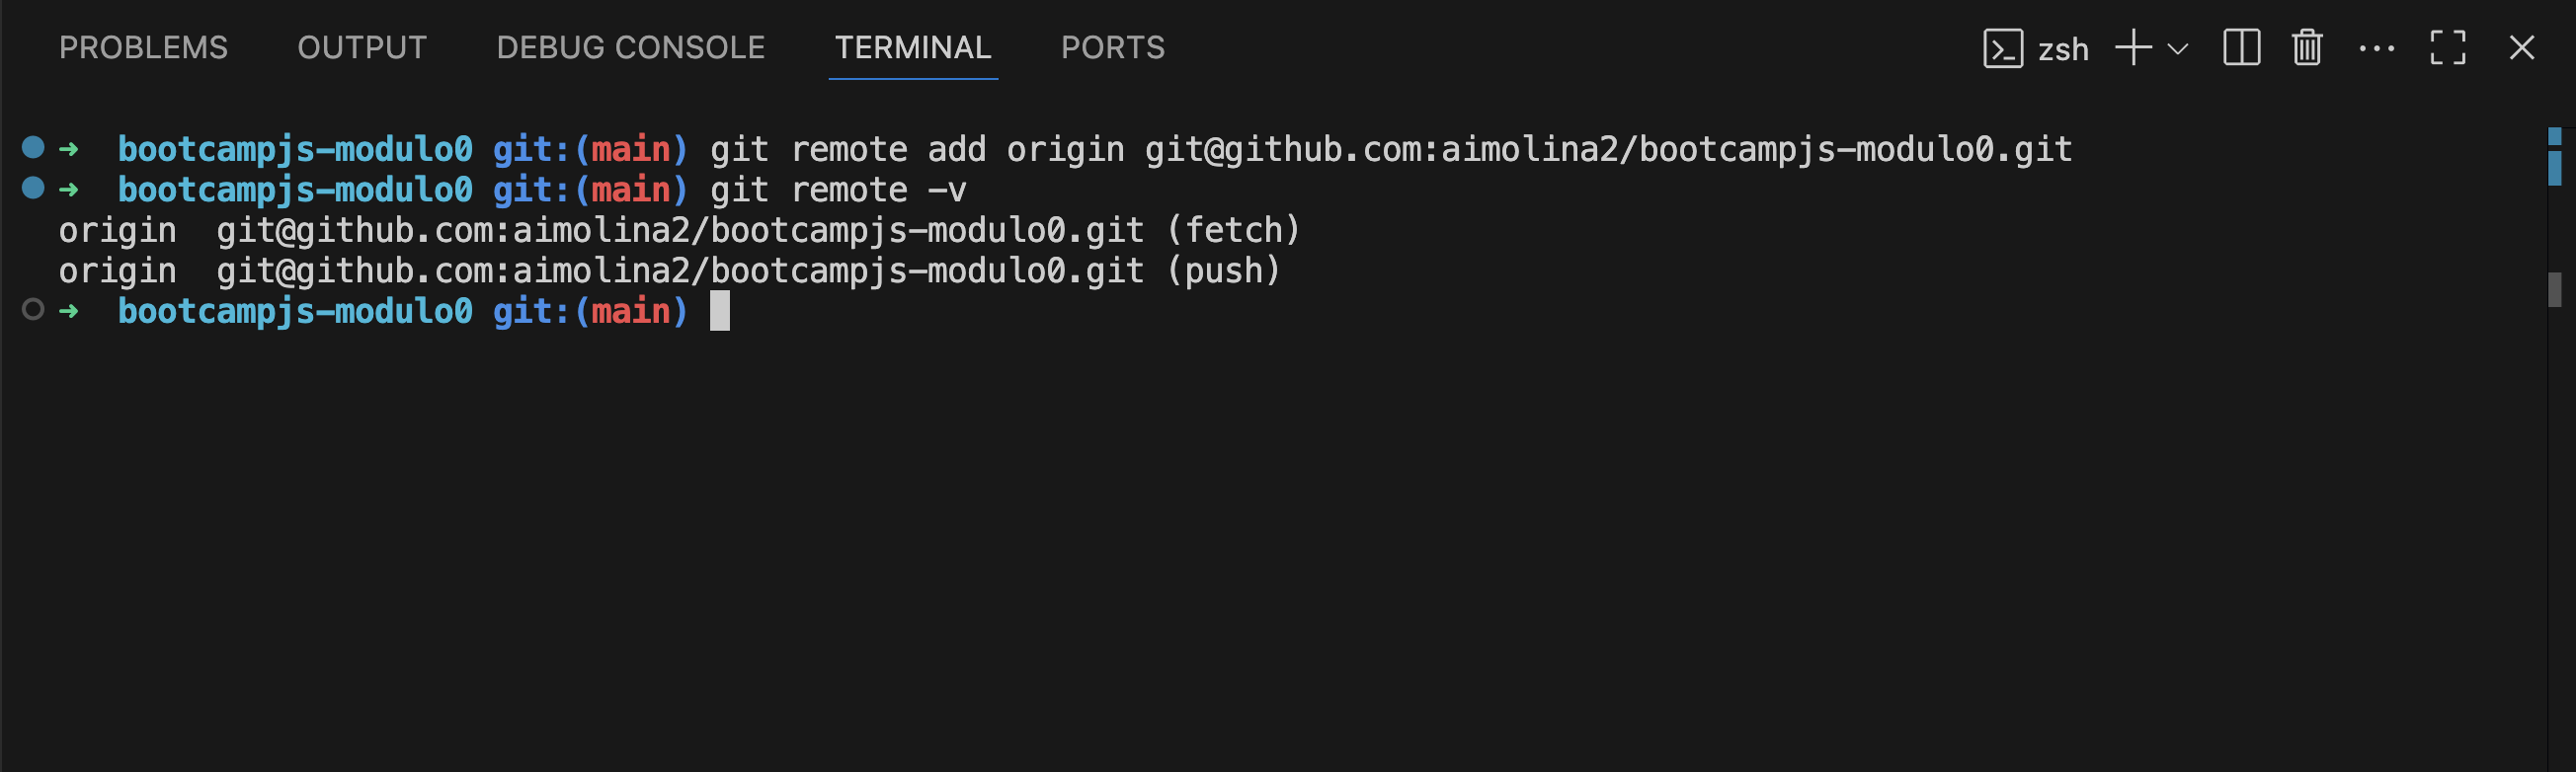 PROBLEMS OUTPUT DEBUG CONSOLE TERMINAL PORTS zsh
➜ bootcampjs-modulo0 git:(main) git remote add origin git@github.com:aimolina2/bootcampjs-modulo0.git
➜ bootcampjs-modulo0 git:(main) git remote -v
origin git@github.com:aimolina2/bootcampjs-modulo0.git (fetch)
origin git@github.com:aimolina2/bootcampjs-modulo0.git (push)
➜ bootcampjs-modulo0 git:(main)